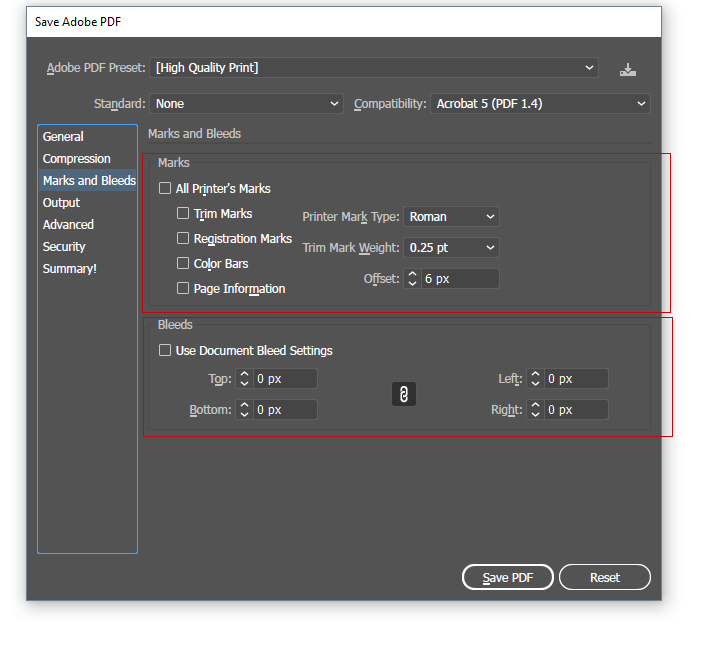 Save Adobe PDF
Adobe PDF Preset: [High Quality Print]
Standard: None Compatibility: Acrobat 5 (PDF 1.4)
General
Compression
Marks and Bleeds
Output
Advanced
Security
Summary!
Marks and Bleeds
Marks
All Printer's Marks
Trim Marks Printer Mark Type: Roman
Registration Marks Trim Mark Weight: 0.25 pt
Color Bars Offset: 6 px
Page Information
Bleeds
Use Document Bleed Settings
Top: 0 px Left: 0 px
Bottom: 0 px Right: 0 px
Save PDF Reset